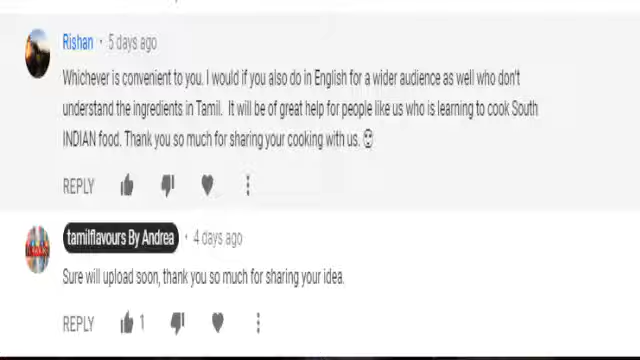 Rishan • 5 days ago
Whichever is convenient to you. I would if you also do in English for a wider audience as well who don't
understand the ingredients in Tamil. It will be of great help for people like us who is learning to cook South
INDIAN food. Thank you so much for sharing your cooking with us. 🙂
REPLY
tamilflavours By Andrea • 4 days ago
Sure will upload soon, thank you so much for sharing your idea.
REPLY 1